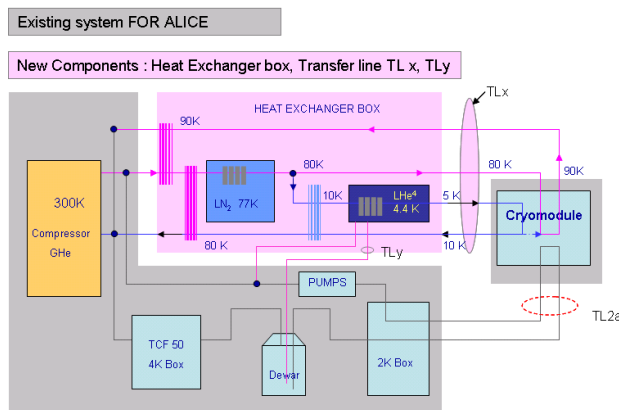 Existing system FOR ALICE
New Components : Heat Exchanger box, Transfer line TL x, TLy
TLx
HEAT EXCHANGER BOX
90K
80K
80 K
90K
300K
Compressor
GHe
LN2 77K
10K
LHe4
4.4 K
5 K
Cryomodule
80 K
10 K
TLy
PUMPS
TL2a
TCF 50
4K Box
Dewar
2K Box